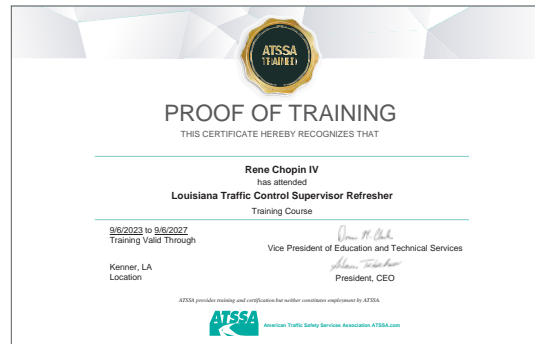 ATSSA
TRAINED
PROOF OF TRAINING
THIS CERTIFICATE HEREBY RECOGNIZES THAT
Rene Chopin IV
has attended
Louisiana Traffic Control Supervisor Refresher
Training Course
9/6/2023 to 9/6/2027
Training Valid Through
Vice President of Education and Technical Services
Kenner, LA
Location
President, CEO
ATSSA provides training and certification but neither constitutes employment by ATSSA.
ATSSA
American Traffic Safety Services Association ATSSA.com